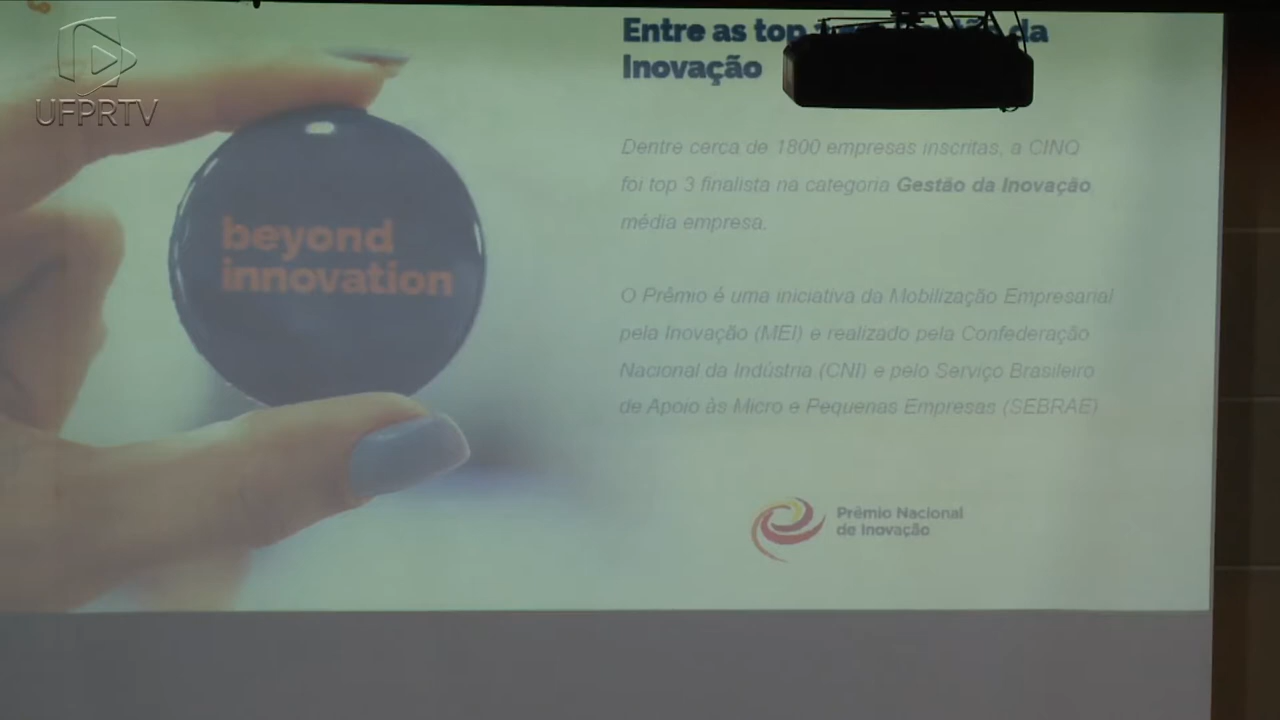 UFPRTV
beyond
innovation
Entre as top da
Inovação
Dentre cerca de 1800 empresas inscritas, a CINQ
foi top 3 finalista na categoria Gestão da Inovação
média empresa.
O Prêmio é uma iniciativa da Mobilização Empresarial
pela Inovação (MEI) e realizado pela Confederação
Nacional da Indústria (CNI) e pelo Serviço Brasileiro
de Apoio às Micro e Pequenas Empresas (SEBRAE)
Prêmio Nacional
de Inovação